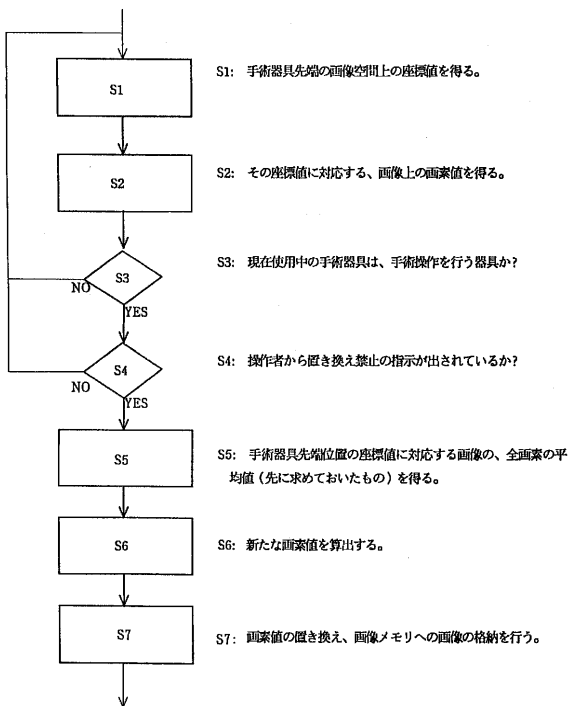 S1
S1: 手術器具先端の画像空間上の座標値を得る。
S2
S2: その座標値に対応する、画像上の画素値を得る。
S3
S3: 現在使用中の手術器具は、手術操作を行う器具か?
NO
YES
S4
S4: 操作者から置き換え禁止の指示が出されているか?
NO
YES
S5
S5: 手術器具先端位置の座標値に対応する画像の、全画素の平
均値(先に求めておいたもの)を得る。
S6
S6: 新たな画素値を算出する。
S7
S7: 画素値の置き換え、画像メモリへの画像の格納を行う。